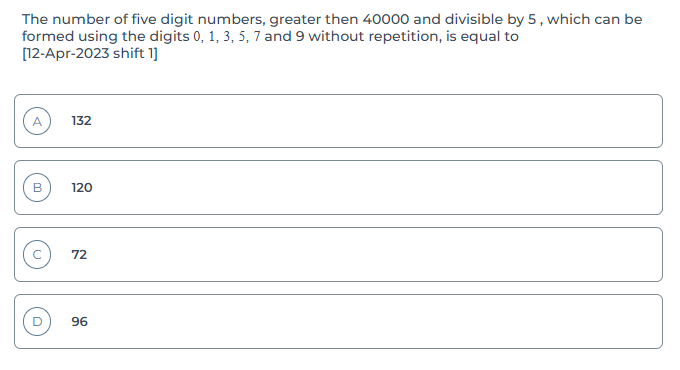 The number of five digit numbers, greater then 40000 and divisible by 5 , which can be
formed using the digits 0, 1, 3, 5, 7 and 9 without repetition, is equal to
[12-Apr-2023 shift 1]
A 132
B 120
C 72
D 96